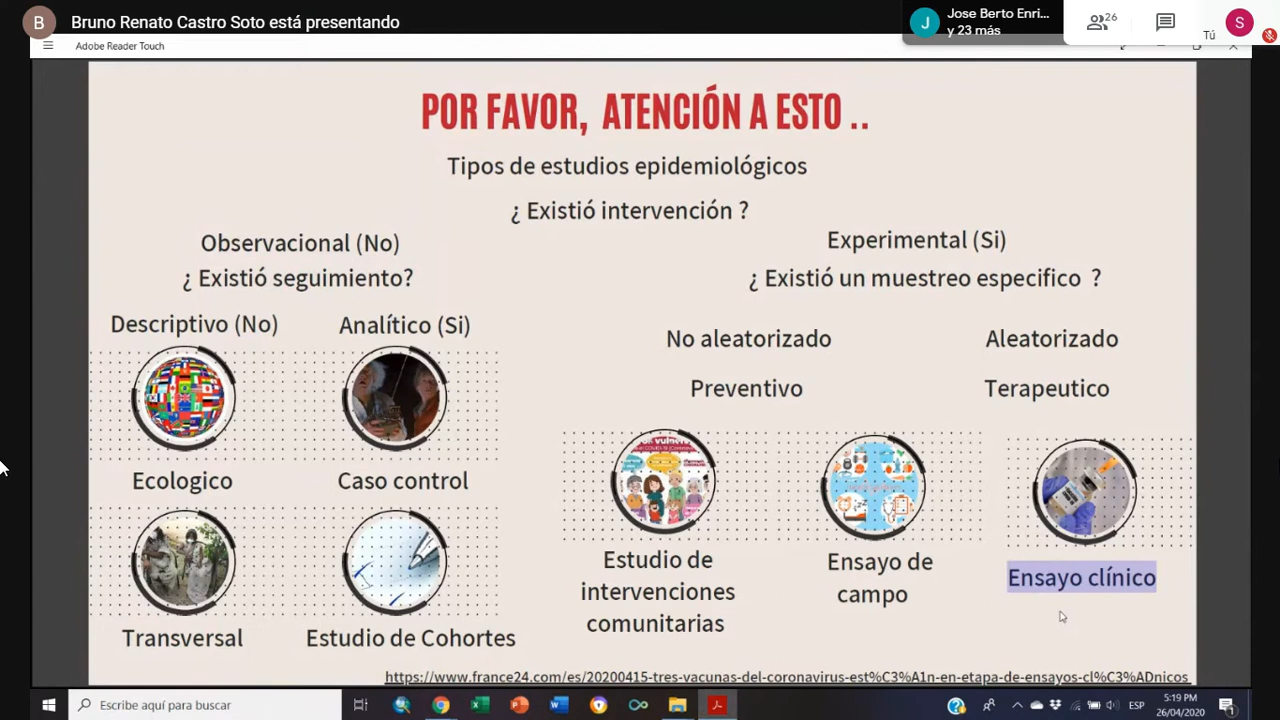 B Bruno Renato Castro Soto está presentando
J Jose Berto Enri...
y 23 más
26
Tú
S
Adobe Reader Touch
POR FAVOR, ATENCIÓN A ESTO ..
Tipos de estudios epidemiológicos
¿ Existió intervención ?
Observacional (No)
¿ Existió seguimiento?
Experimental (Si)
¿ Existió un muestreo especifico ?
Descriptivo (No)
Analítico (Si)
No aleatorizado
Aleatorizado
Preventivo
Terapeutico
Ecologico
Caso control
Transversal
Estudio de Cohortes
Estudio de
intervenciones
comunitarias
Ensayo de
campo
Ensayo clínico
https://www.france24.com/es/20200415-tres-vacunas-del-coronavirus-est%C3%A1n-en-etapa-de-ensayos-cl%C3%ADnicos
Escribe aquí para buscar
ESP
5:19 PM
26/04/2020